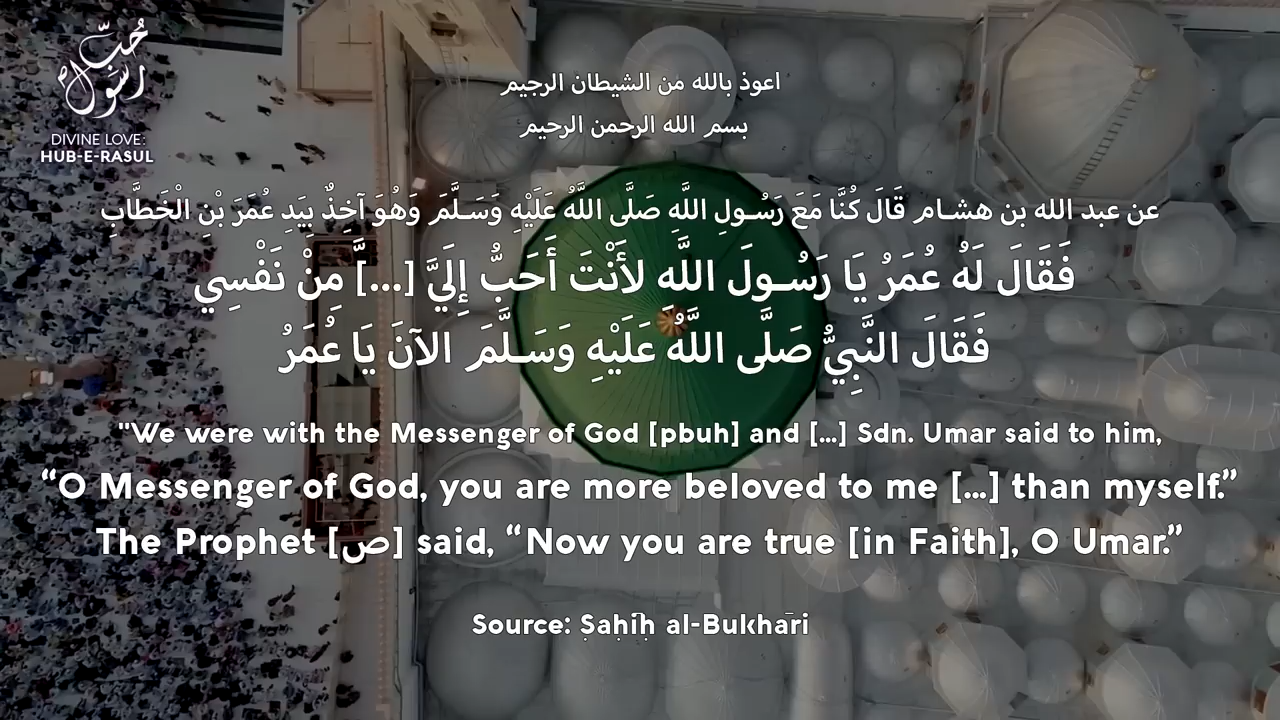 حُبِّ رَسُول
DIVINE LOVE:
HUB-E-RASUL
اعوذ بالله من الشيطان الرجيم
بسم الله الرحمن الرحيم
عن عبد الله بن هشام قَالَ كُنَّا مَعَ رَسُولِ اللَّهِ صَلَّى اللَّهُ عَلَيْهِ وَسَلَّمَ وَهُوَ آخِذٌ بِيَدِ عُمَرَ بْنِ الْخَطَّابِ
فَقَالَ لَهُ عُمَرُ يَا رَسُولَ اللَّهِ لأَنْتَ أَحَبُّ إِلَيَّ [...] مِنْ نَفْسِي
فَقَالَ النَّبِيُّ صَلَّى اللَّهُ عَلَيْهِ وَسَلَّمَ الآنَ يَا عُمَرُ
"We were with the Messenger of God [pbuh] and [...] Sdn. Umar said to him,
“O Messenger of God, you are more beloved to me [...] than myself.”
The Prophet [ص] said, “Now you are true [in Faith], O Umar.”
Source: Ṣaḥīḥ al-Bukhāri